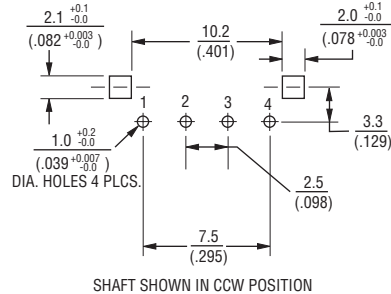 2.1 +0.1 -0.0
(.082 +0.003 -0.0)
10.2
(.401)
2.0 +0.1 -0.0
(.078 +0.003 -0.0)
1 2 3 4
1.0 +0.2 -0.0
(.039 +0.007 -0.0)
DIA. HOLES 4 PLCS.
3.3
(.129)
2.5
(.098)
7.5
(.295)
SHAFT SHOWN IN CCW POSITION